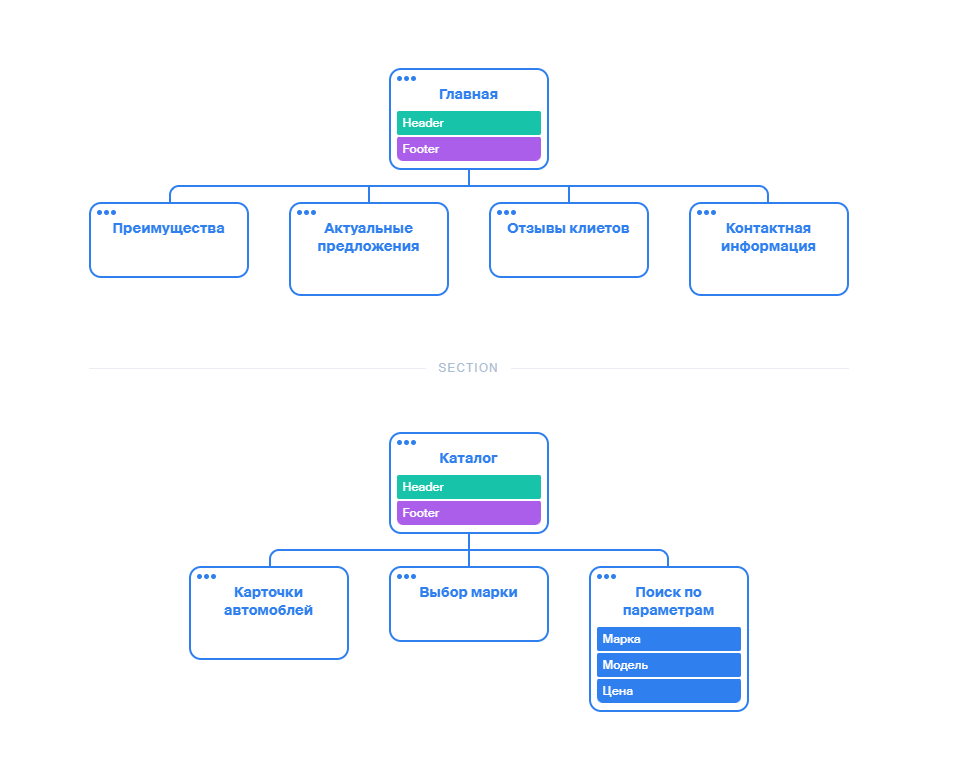 Главная
Header
Footer
Преимущества
Актуальные
предложения
Отзывы клиетов
Контактная
информация
SECTION
Каталог
Header
Footer
Карточки
автомоблей
Выбор марки
Поиск по
параметрам
Марка
Модель
Цена